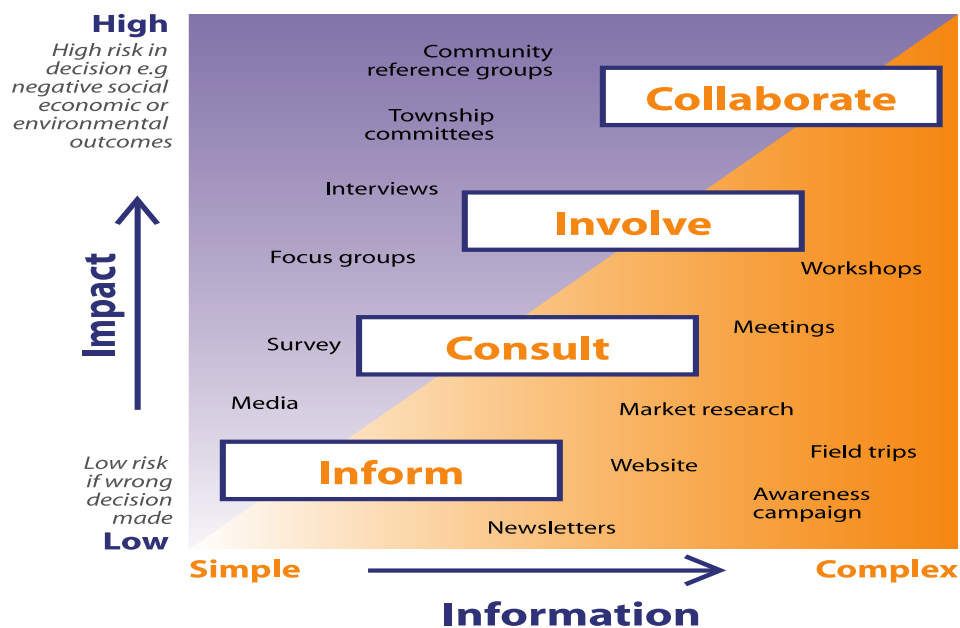 High
High risk in
decision e.g
negative social
economic or
environmental
outcomes
Community
reference groups
Collaborate
Township
committees
Interviews
Involve
Focus groups
Workshops
Impact
Survey
Consult
Meetings
Media
Market research
Low risk
if wrong
decision
made
Low
Inform
Website
Field trips
Awareness
campaign
Newsletters
Simple
Complex
Information